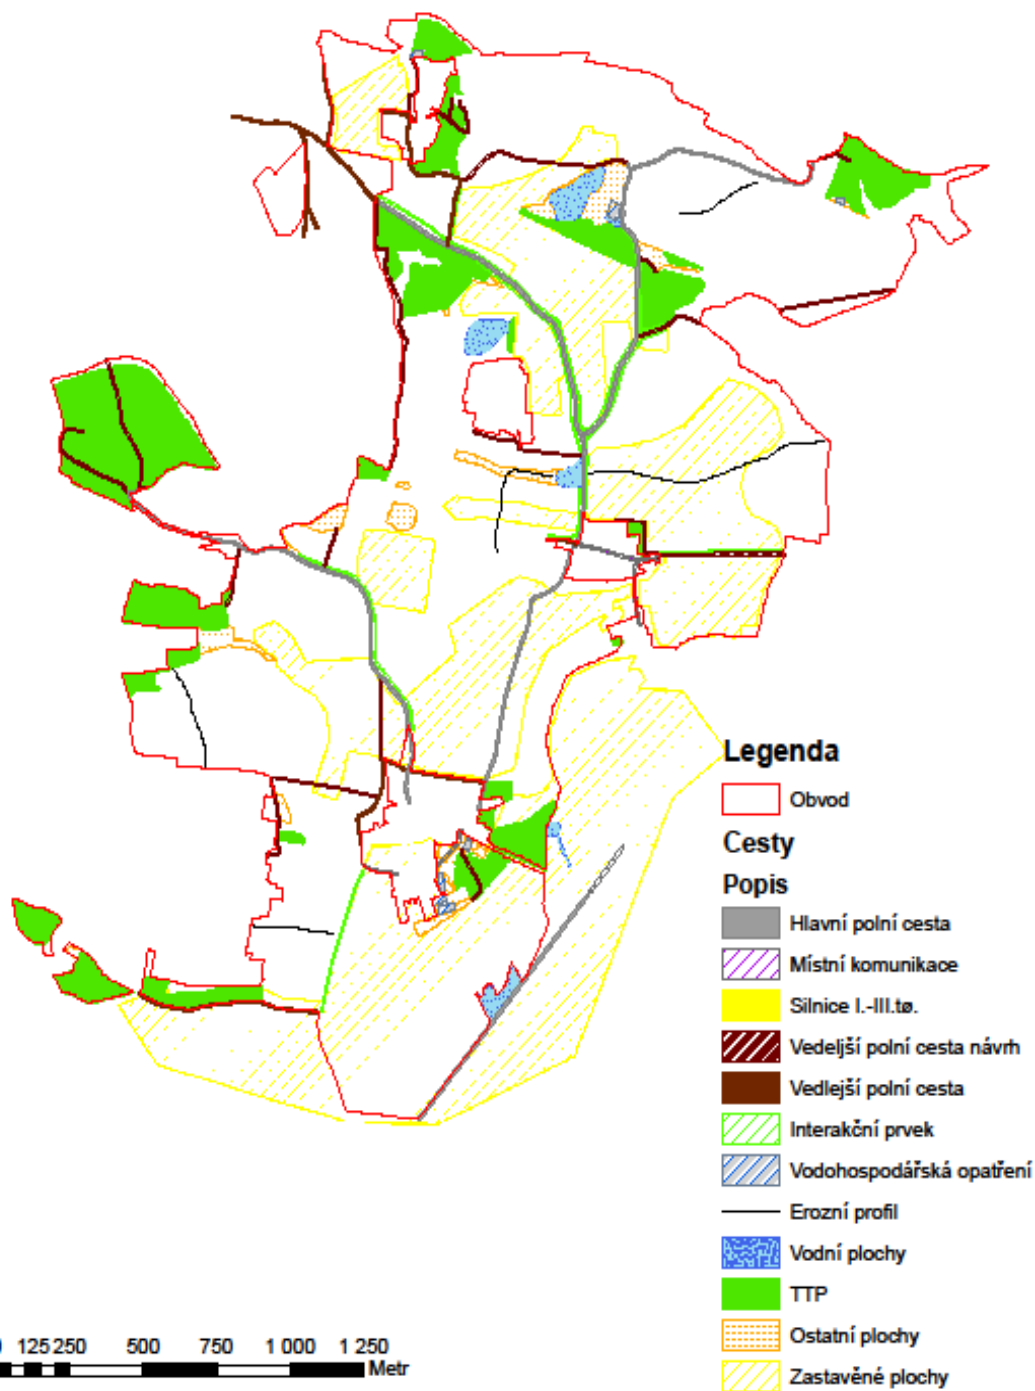 Legenda
Obvod
Cesty
Popis
Hlavní polní cesta
Místní komunikace
Silnice I.-III.tø.
Vedeljší polní cesta návrh
Vedlejší polní cesta
Interakční prvek
Vodohospodářská opatření
Erozní profil
Vodní plochy
TTP
Ostatní plochy
Zastavěné plochy
0 125 250 500 750 1 000 1 250
Metr